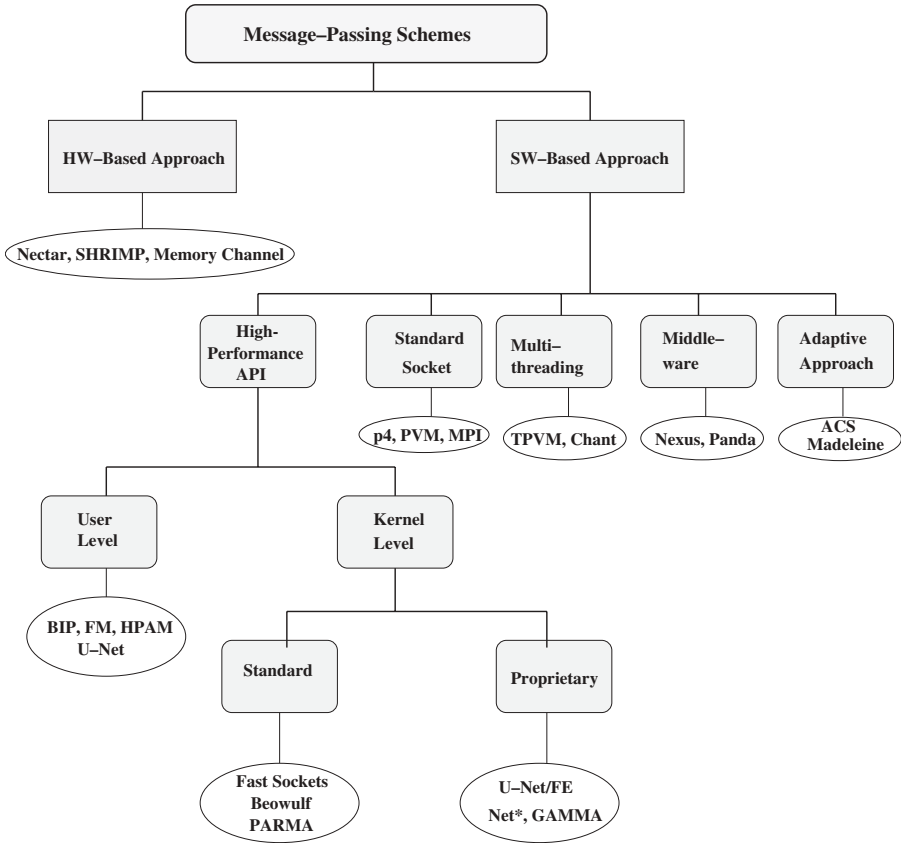 Message–Passing Schemes
HW–Based Approach
SW–Based Approach
Nectar, SHRIMP, Memory Channel
High-
Performance
API
Standard
Socket
Multi–
threading
Middle–
ware
Adaptive
Approach
p4, PVM, MPI
TPVM, Chant
Nexus, Panda
ACS
Madeleine
User
Level
Kernel
Level
BIP, FM, HPAM
U–Net
Standard
Proprietary
Fast Sockets
Beowulf
PARMA
U–Net/FE
Net*, GAMMA